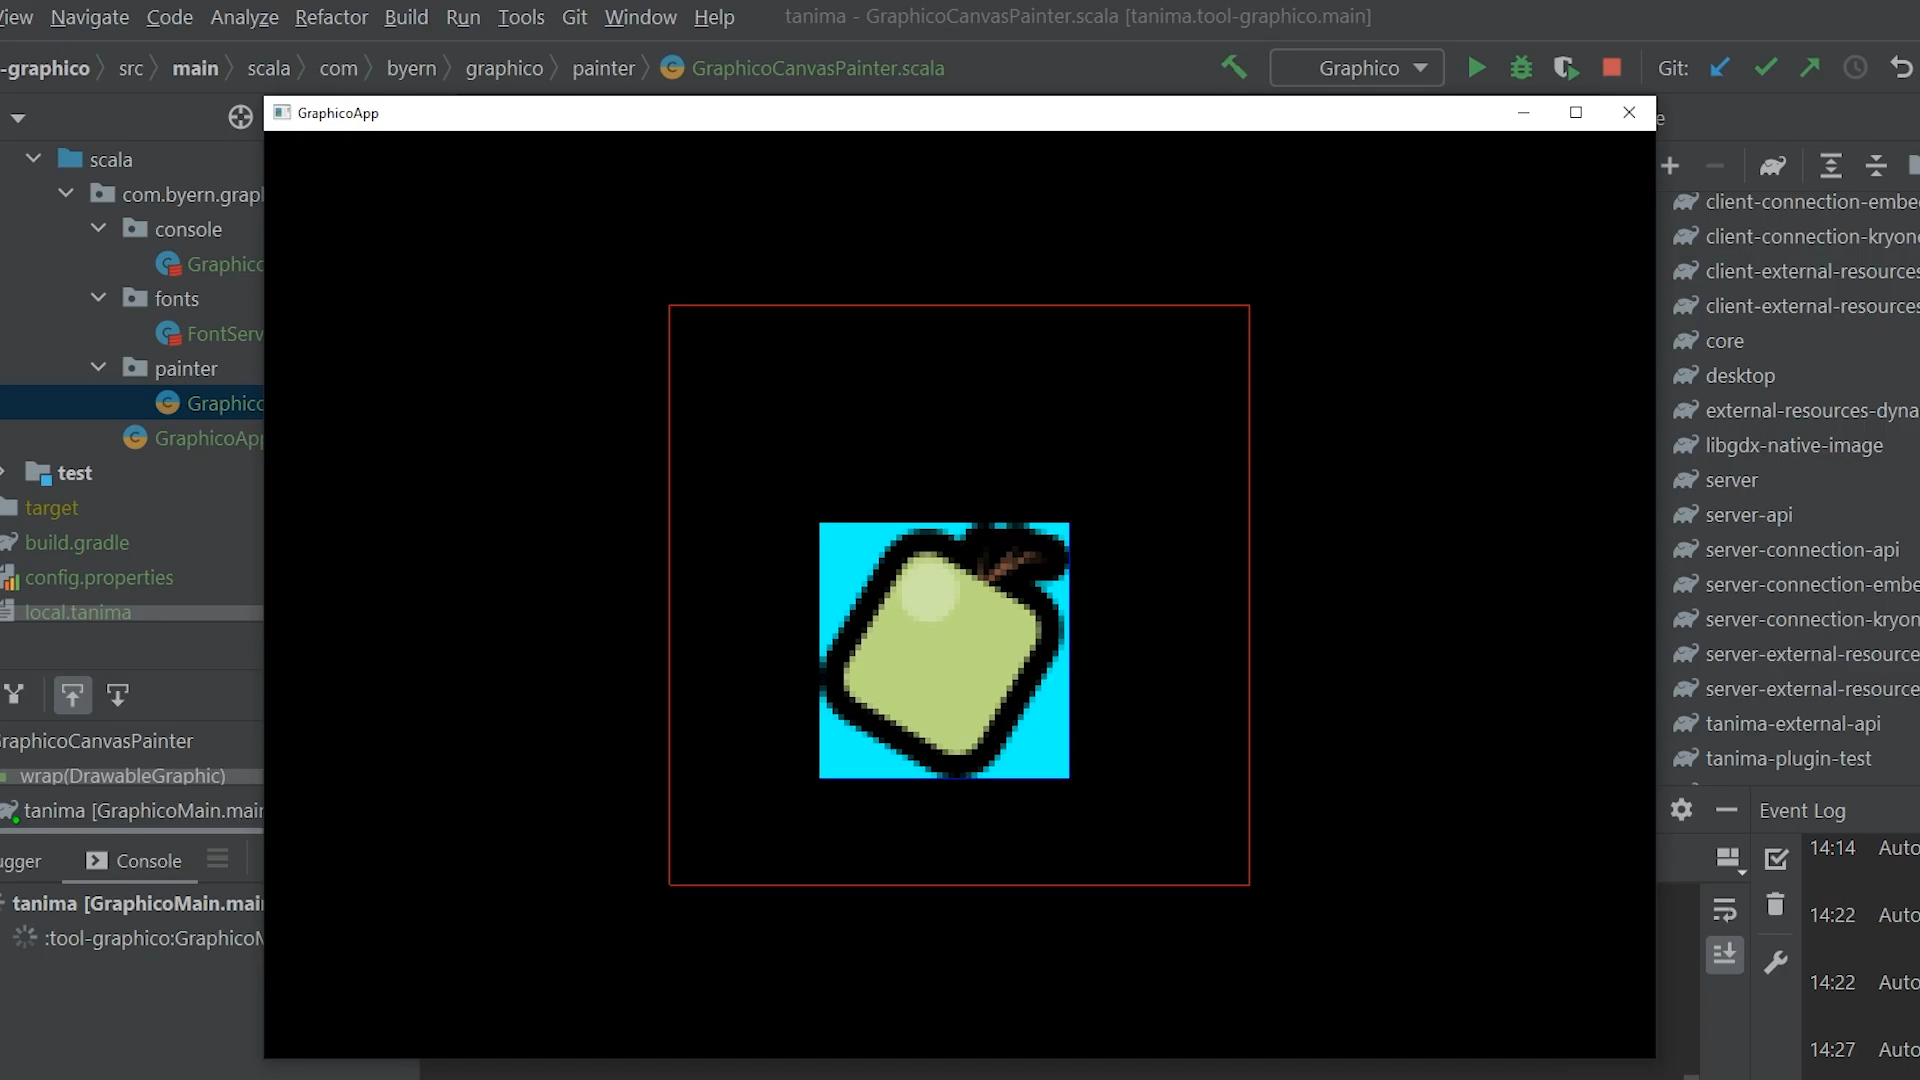 View Navigate Code Analyze Refactor Build Run Tools Git Window Help tanima - GraphicoCanvasPainter.scala [tanima.tool-graphico.main]
-graphico src main scala com byern graphico painter GraphicoCanvasPainter.scala Graphico Git:
GraphicoApp
scala
com.byern.grap
console
Graphico
fonts
FontServ
painter
Graphico
GraphicoApp
test
target
build.gradle
config.properties
local.tanima
raphicoCanvasPainter
wrap(DrawableGraphic)
tanima [GraphicoMain.mai
ugger Console
tanima [GraphicoMain.mai
:tool-graphico:GraphicoM
e
client-connection-embe
client-connection-kryon
client-external-resources
client-external-resources
core
desktop
external-resources-dyna
libgdx-native-image
server
server-api
server-connection-api
server-connection-embe
server-connection-kryon
server-external-resource
server-external-resource
tanima-external-api
tanima-plugin-test
Event Log
14:14 Auto
14:22 Auto
14:22 Auto
14:27 Auto